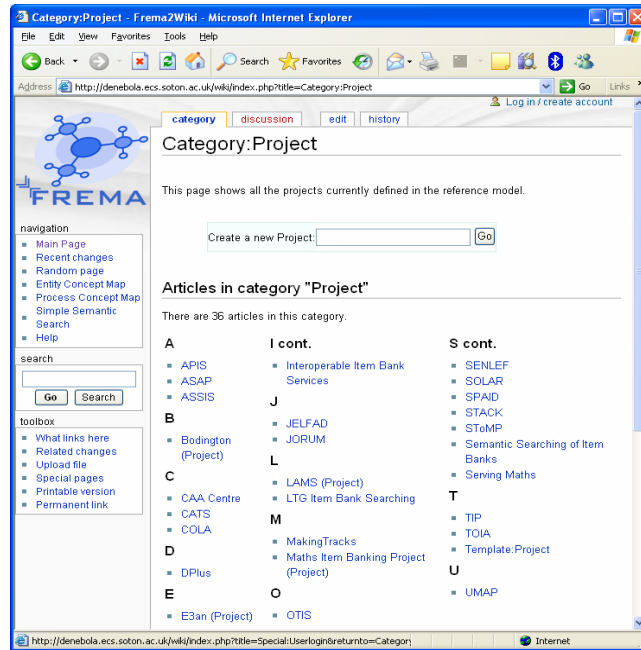 Category:Project - Frema2Wiki - Microsoft Internet Explorer
File Edit View Favorites Tools Help
Back Search Favorites
Address http://denebola.ecs.soton.ac.uk/wiki/index.php?title=Category:Project Go Links »
Log in / create account
category discussion edit history
FREMA
Category:Project
This page shows all the projects currently defined in the reference model.
Create a new Project: Go
navigation
Main Page
Recent changes
Random page
Entity Concept Map
Process Concept Map
Simple Semantic
Search
Help
search
Go Search
toolbox
What links here
Related changes
Upload file
Special pages
Printable version
Permanent link
Articles in category "Project"
There are 36 articles in this category.
A
APIS
ASAP
ASSIS
B
Bodington
(Project)
C
CAA Centre
CATS
COLA
D
DPlus
E
E3an (Project)
I cont.
Interoperable Item Bank
Services
J
JELFAD
JORUM
L
LAMS (Project)
LTG Item Bank Searching
M
MakingTracks
Maths Item Banking Project
(Project)
O
OTIS
S cont.
SENLEF
SOLAR
SPAID
STACK
SToMP
Semantic Searching of Item
Banks
Serving Maths
T
TIP
TOIA
Template:Project
U
UMAP
http://denebola.ecs.soton.ac.uk/wiki/index.php?title=Special:Userlogin&returnto=Category: Internet